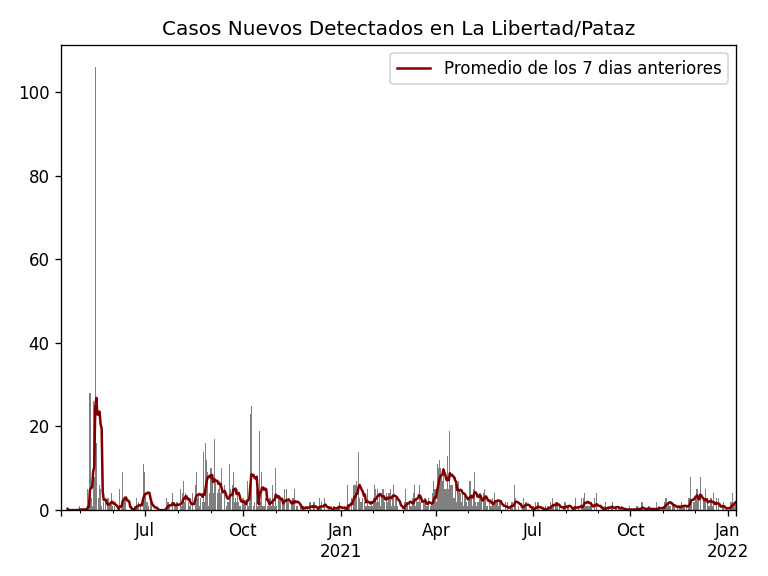 Casos Nuevos Detectados en La Libertad/Pataz
Promedio de los 7 dias anteriores
100
80
60
40
20
0
Jul
Oct
Jan
2021
Apr
Jul
Oct
Jan
2022